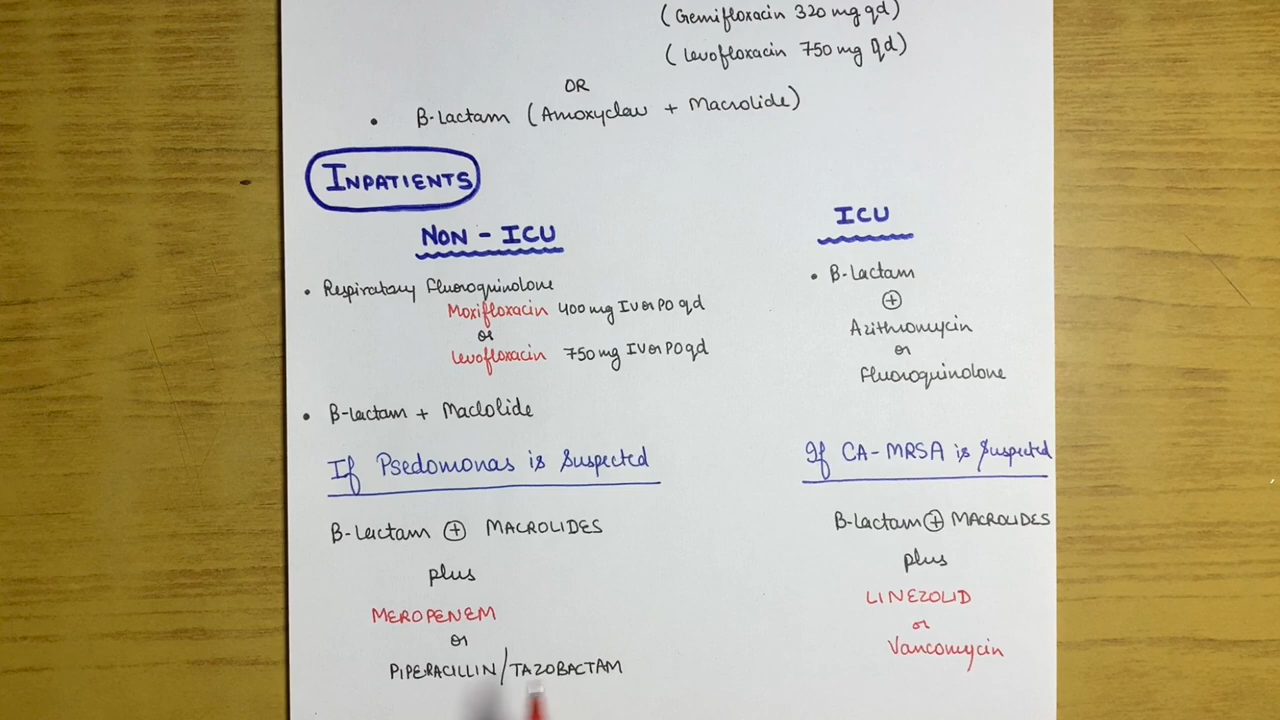 (Gemifloxacin 320 mg qd)
(Levofloxacin 750 mg qd)
OR
• B-Lactam (Amoxyclav + Macrolide)
INPATIENTS
NON - ICU
• Respiratory fluoroquinolone
Moxifloxacin 400 mg IV or PO qd
or
Levofloxacin 750 mg IV or PO qd
• B-Lactam + Maclolide
If Psedomonas is Suspected
B-Lactam ⊕ MACROLIDES
plus
MEROPENEM
or
PIPERACILLIN/TAZOBACTAM
ICU
• B-Lactam
⊕
Azithromycin
or
fluoroquinolone
If CA-MRSA is Suspected
B-Lactam ⊕ MACROLIDES
plus
LINEZOLID
or
Vancomycin